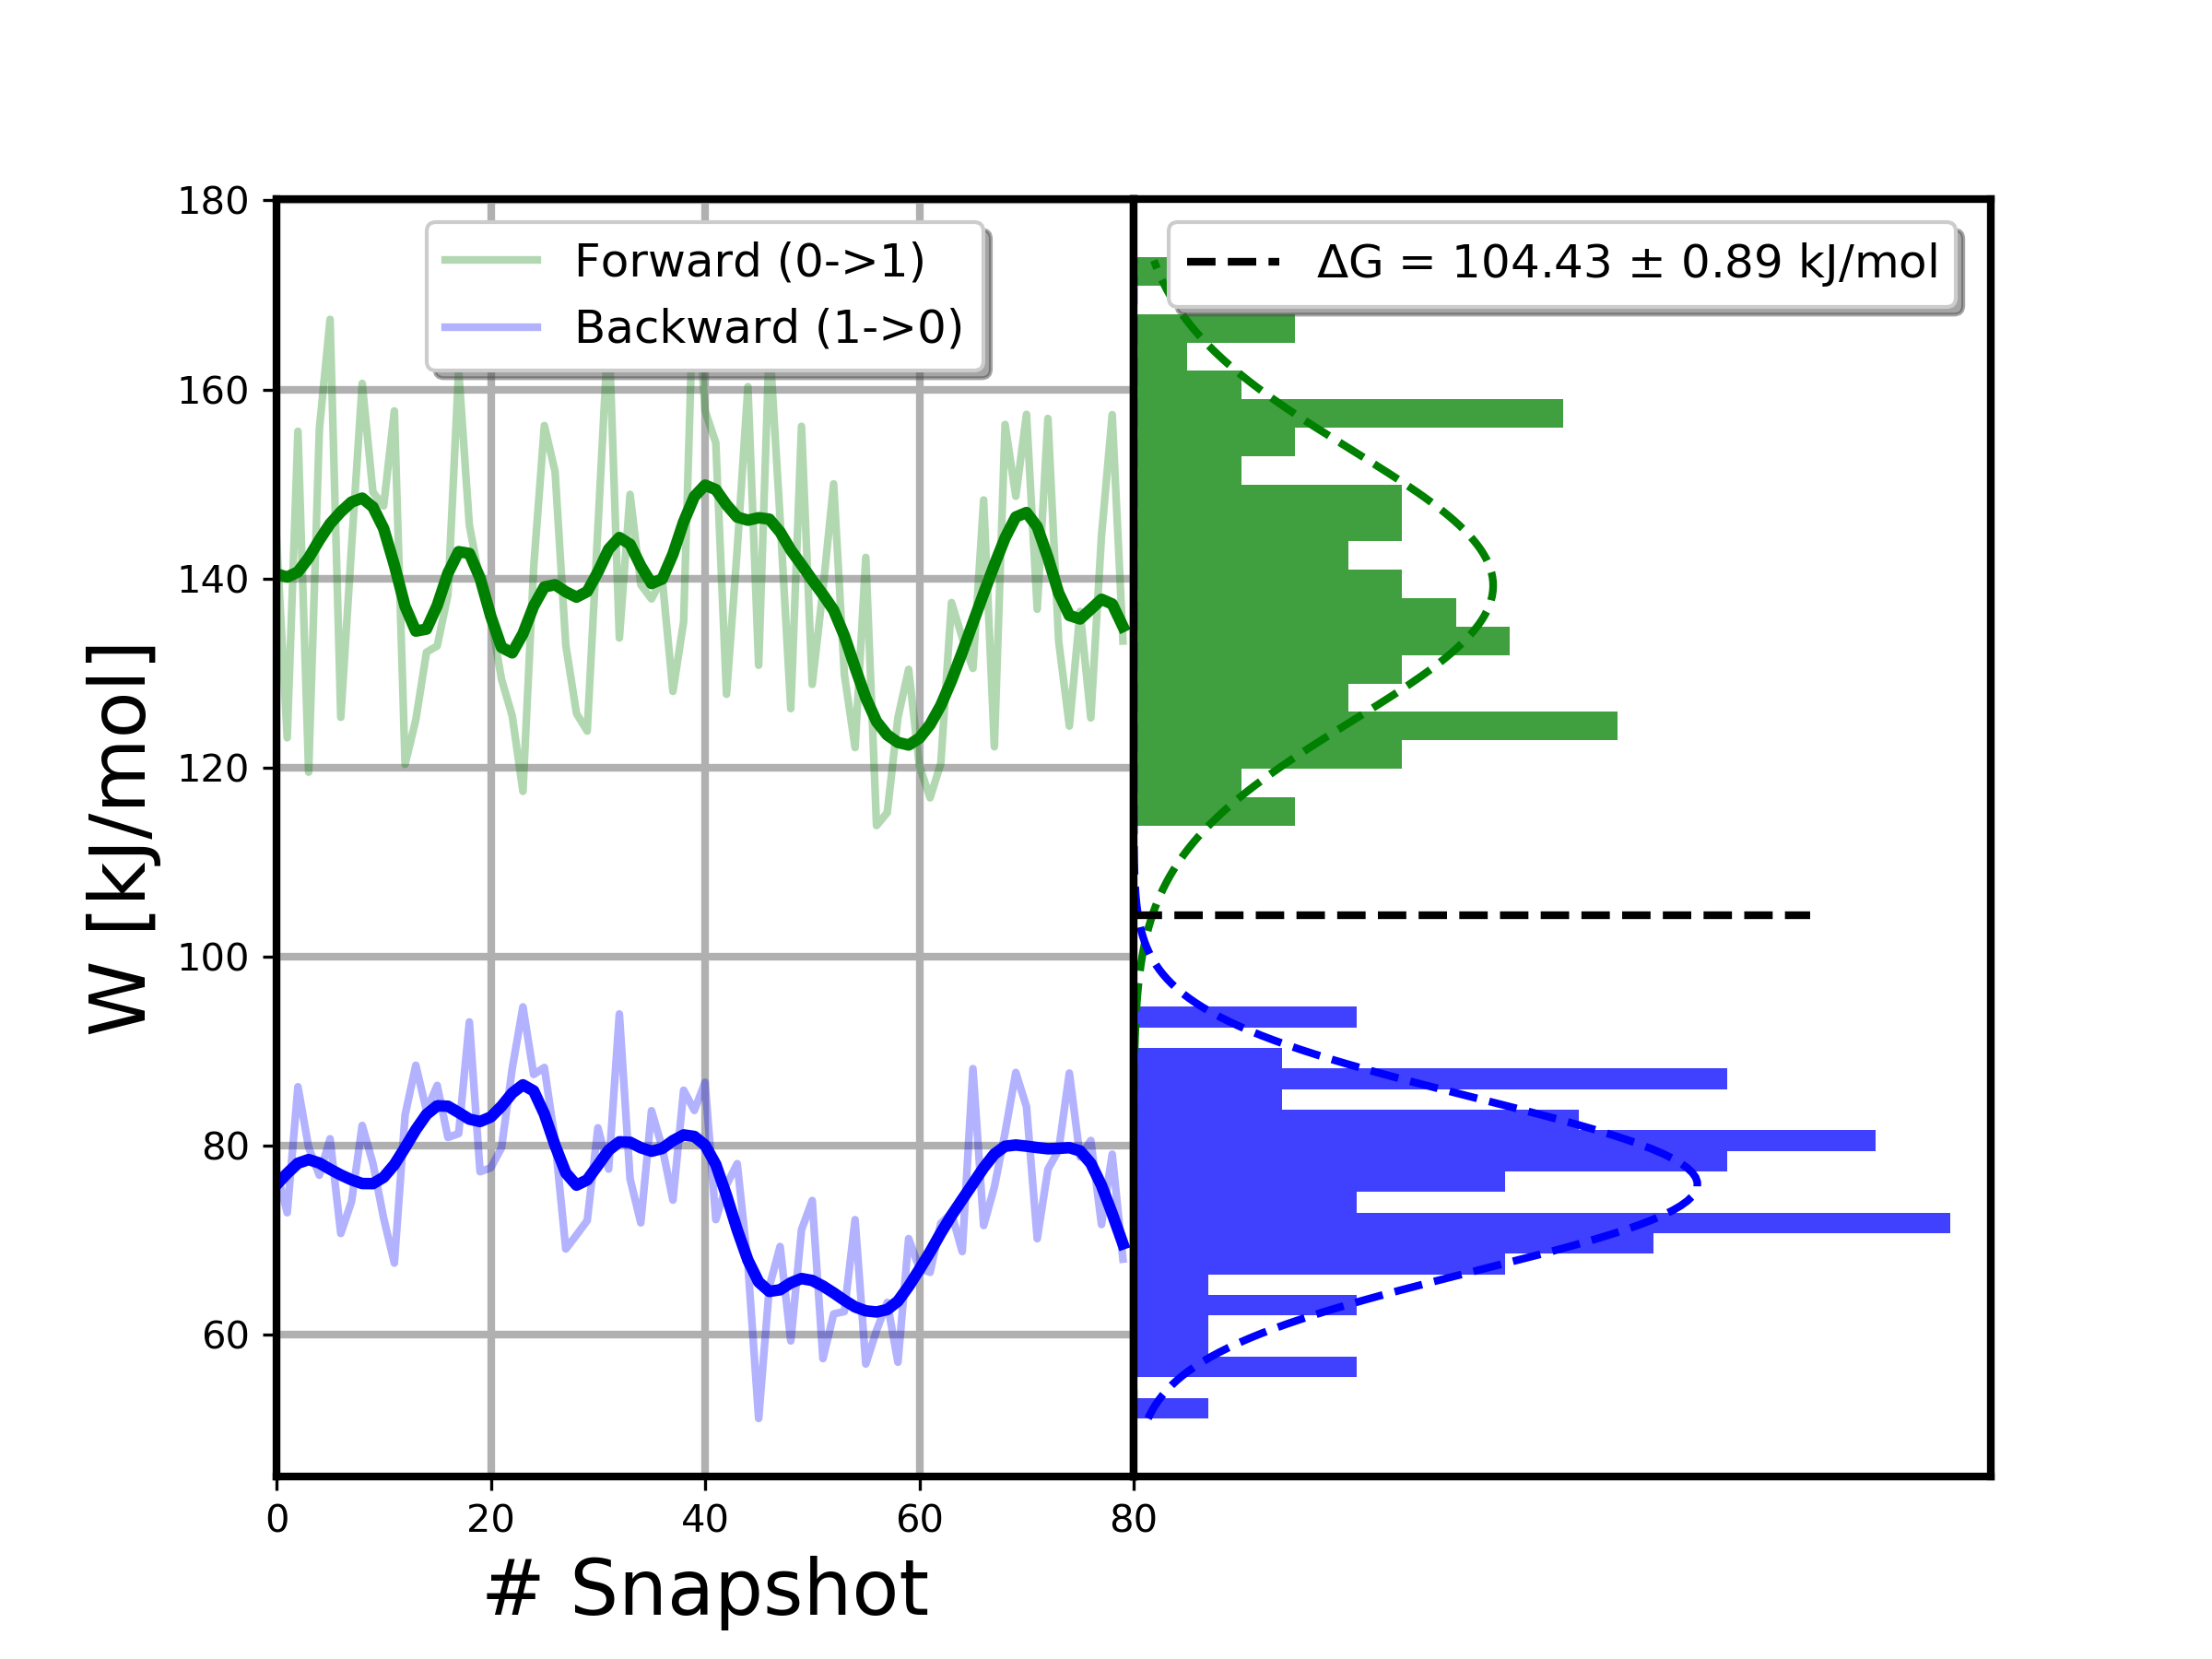 Forward (0->1)
Backward (1->0)
ΔG = 104.43 ± 0.89 kJ/mol
W [kJ/mol]
180
160
140
120
100
80
60
0 20 40 60 80
# Snapshot